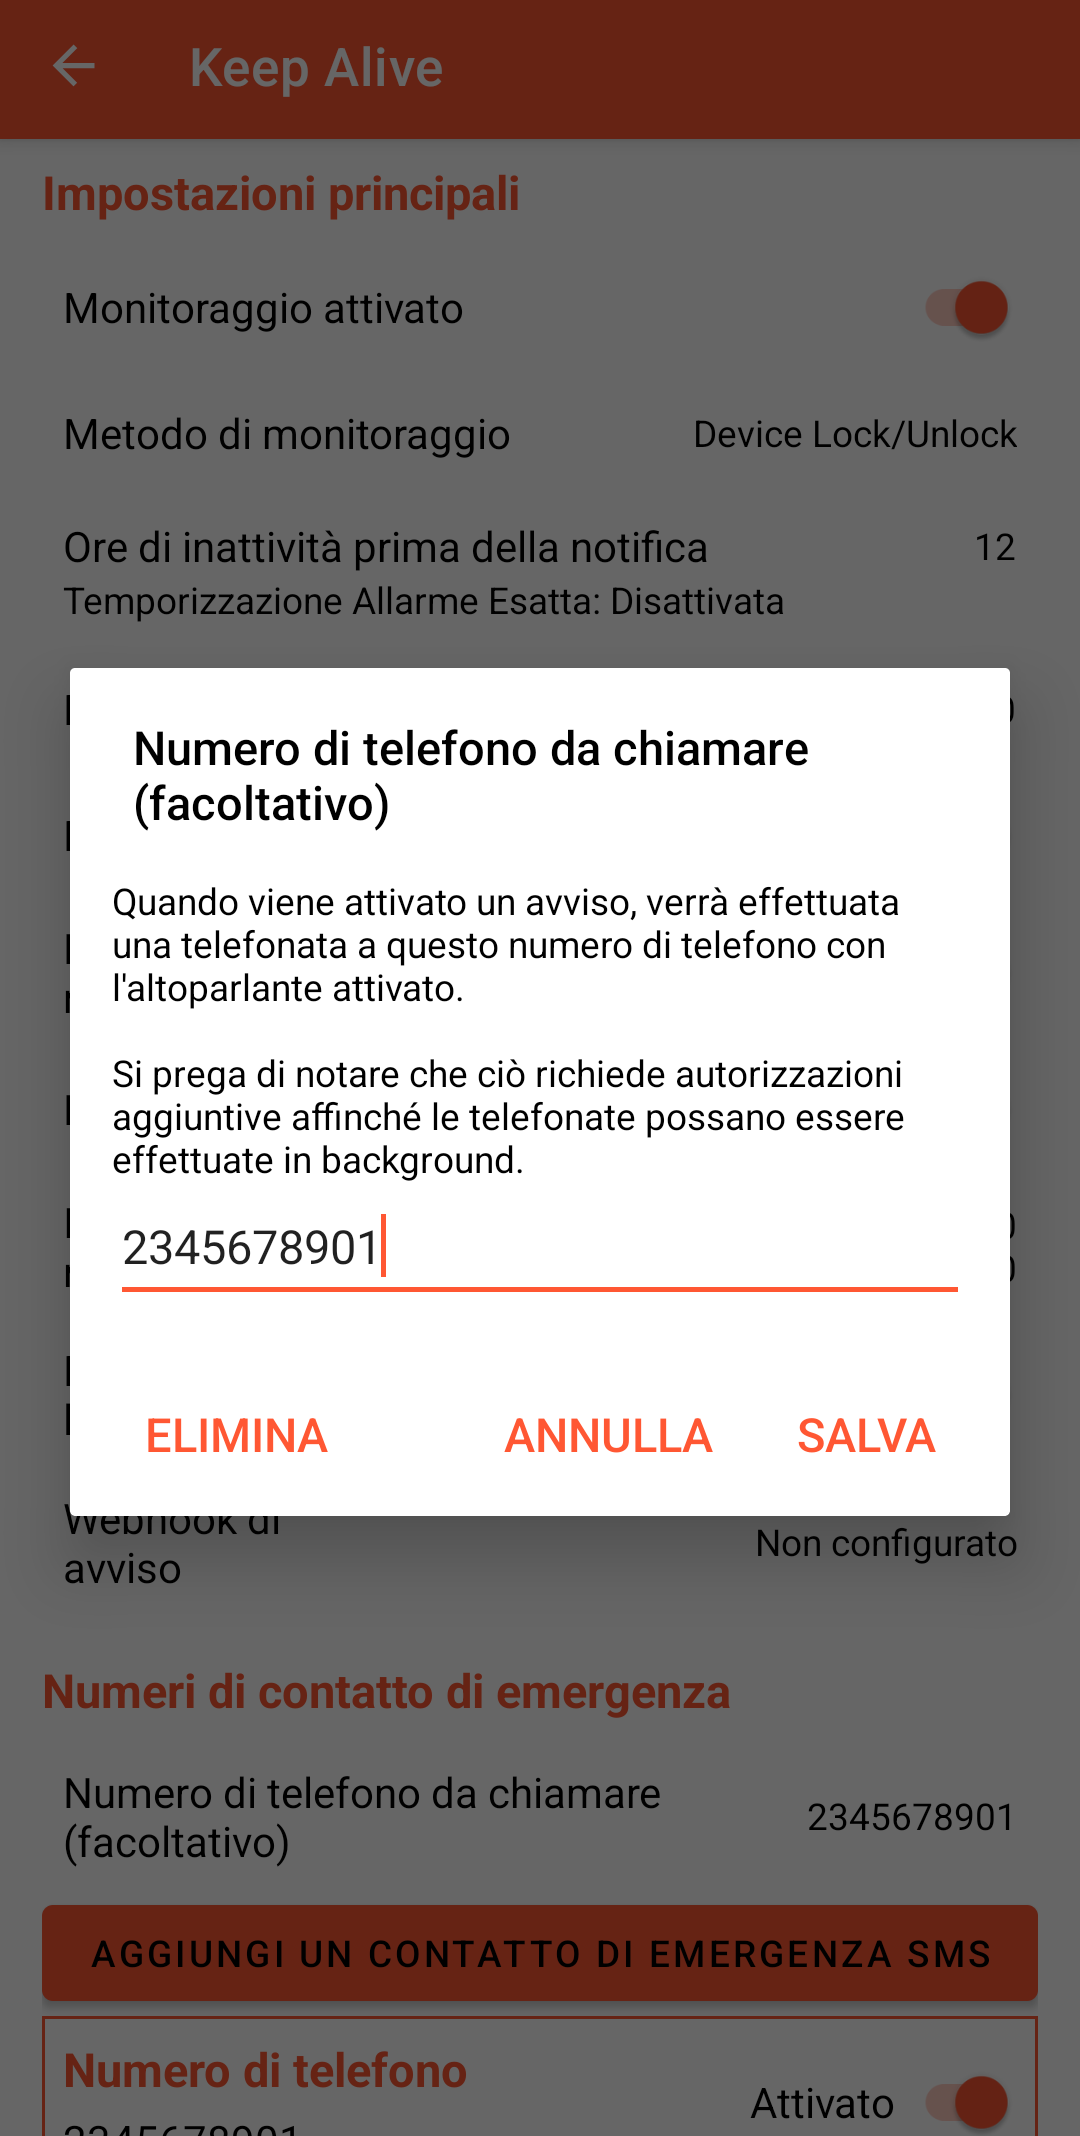 Keep Alive
Impostazioni principali
Monitoraggio attivato
Metodo di monitoraggio
Device Lock/Unlock
Ore di inattività prima della notifica
12
Temporizzazione Allarme Esatta: Disattivata
Numero di telefono da chiamare
(facoltativo)
Quando viene attivato un avviso, verrà effettuata
una telefonata a questo numero di telefono con
l'altoparlante attivato.
Si prega di notare che ciò richiede autorizzazioni
aggiuntive affinché le telefonate possano essere
effettuate in background.
2345678901
ELIMINA
ANNULLA
SALVA
Webhook di
avviso
Non configurato
Numeri di contatto di emergenza
Numero di telefono da chiamare
(facoltativo)
2345678901
AGGIUNGI UN CONTATTO DI EMERGENZA SMS
Numero di telefono
Attivato
2345678901